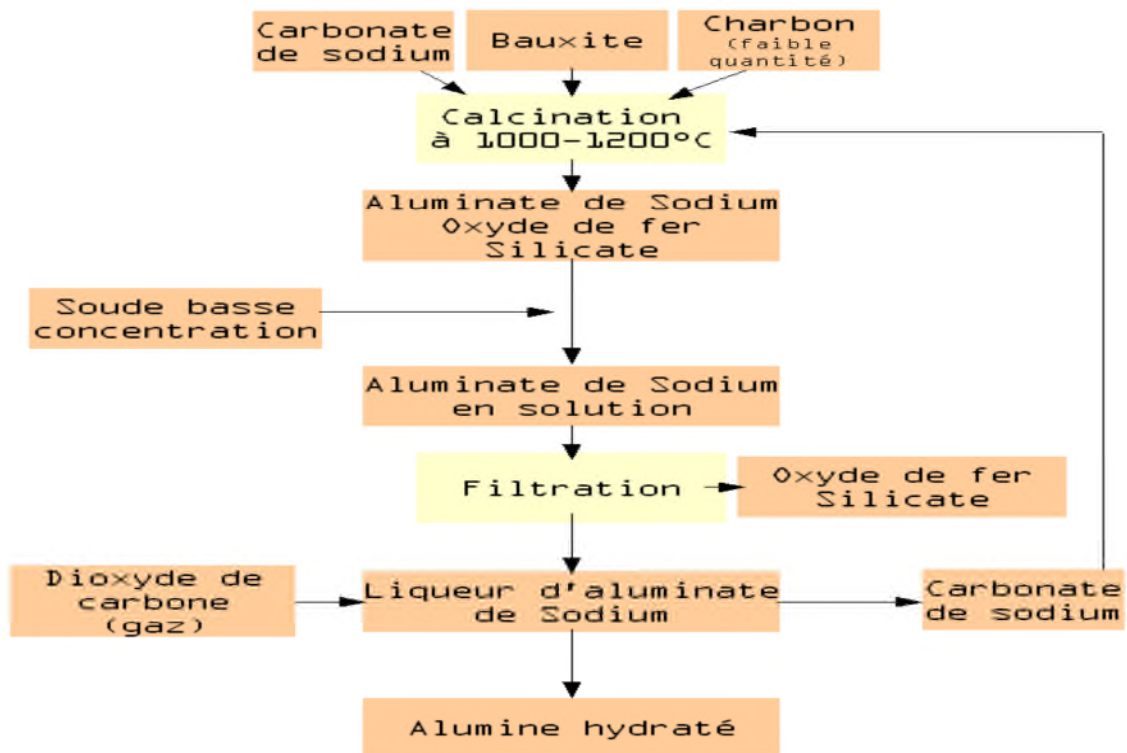 Carbonate
de sodium
Bauxite
Charbon
(faible
quantité)
Calcination
à 1000-1200°C
Aluminate de Sodium
Oxyde de fer
Silicate
Soude basse
concentration
Aluminate de Sodium
en solution
Filtration
Oxyde de fer
Silicate
Dioxyde de
carbone
(gaz)
Liqueur d'aluminate
de Sodium
Carbonate
de sodium
Alumine hydraté